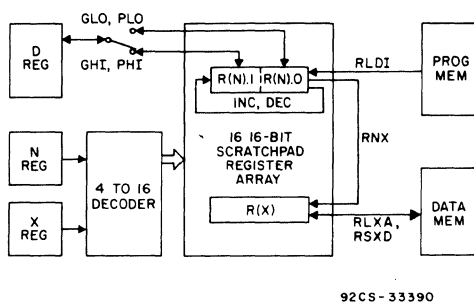 GLO, PLO
D
REG
GHI, PHI
R(N).1 R(N).0
RLDI
PROG
MEM
INC, DEC
N
REG
X
REG
4 TO 16
DECODER
16 16-BIT
SCRATCHPAD
REGISTER
ARRAY
RNX
R(X)
RLXA,
RSXD
DATA
MEM
92CS-33390